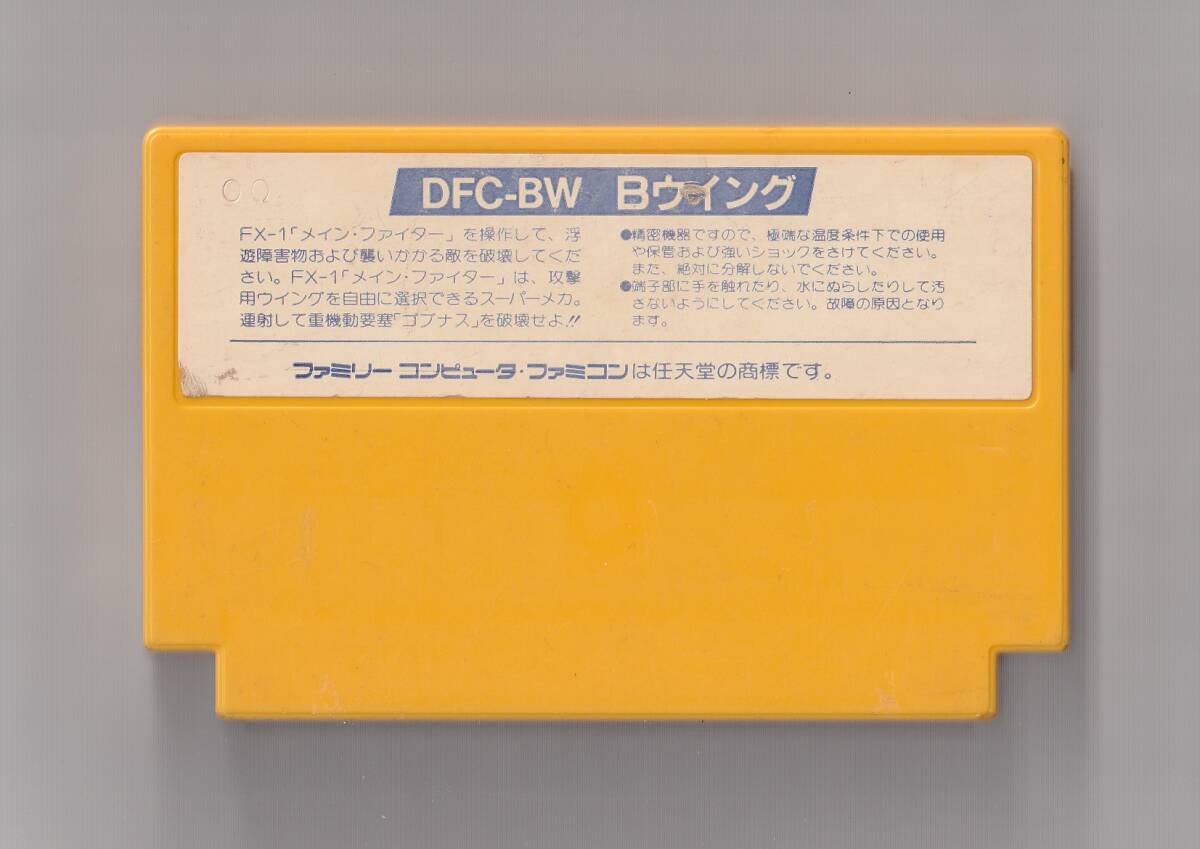 DFC-BW Bウイング
FX-1「メイン・ファイター」を操作して、浮
遊障害物および襲いかかる敵を破壊してくだ
さい。FX-1「メイン・ファイター」は、攻撃
用ウイングを自由に選択できるスーパーメカ。
連射して重機動要塞「ゴブナス」を破壊せよ!!
●精密機器ですので、極端な温度条件下での使用
や保管および強いショックをさけてください。
また、絶対に分解しないでください。
●端子部に手を触れたり、水にぬらしたりして汚
さないようにしてください。故障の原因となり
ます。
ファミリーコンピュータ・ファミコンは任天堂の商標です。